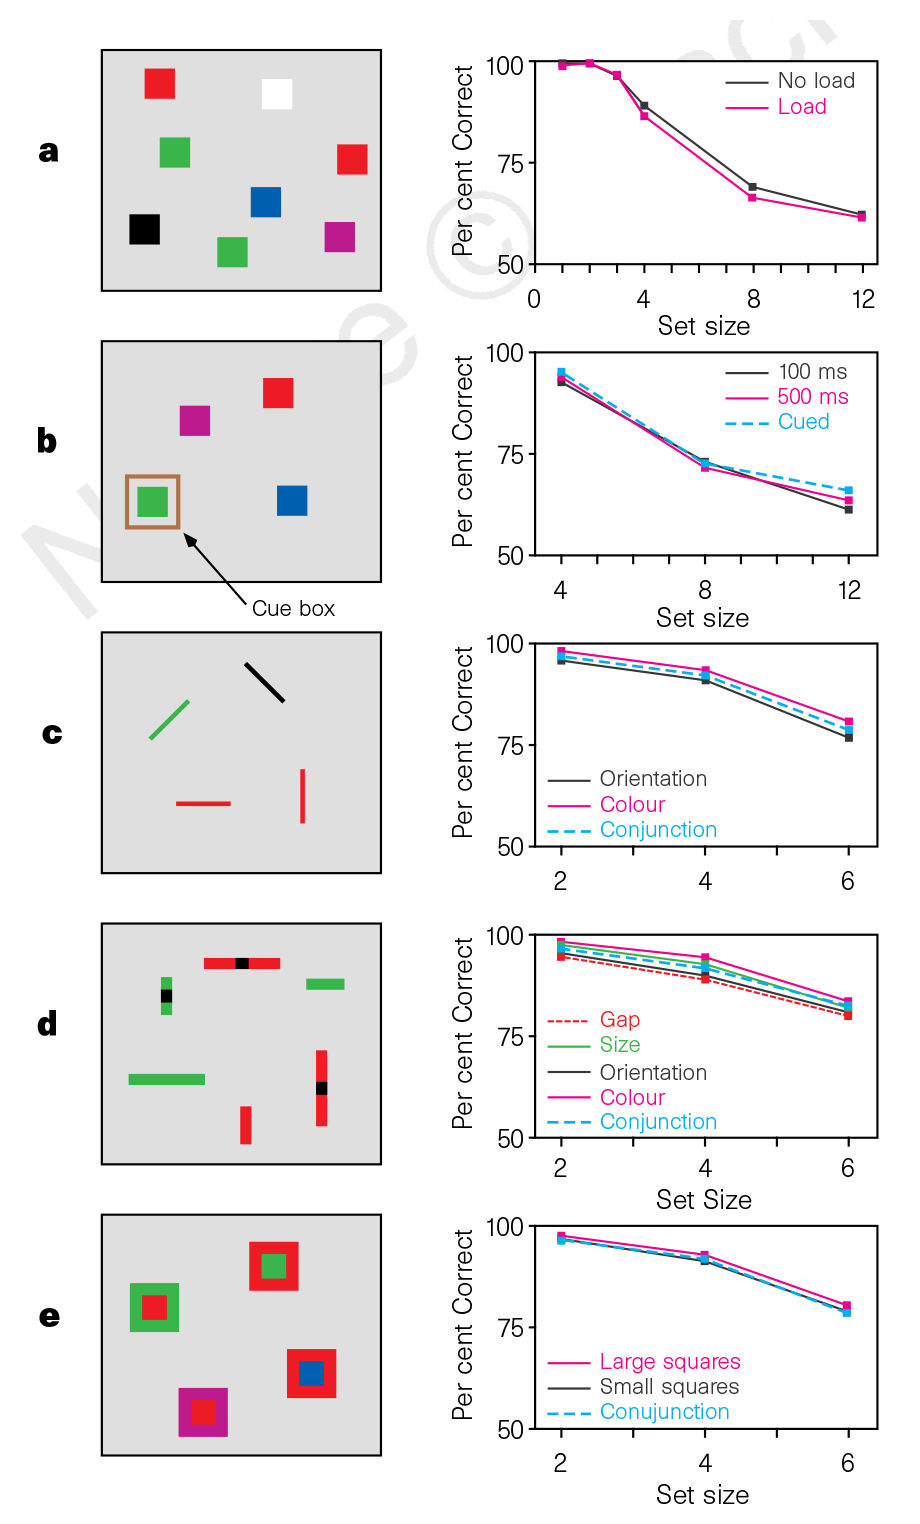 a
Per cent Correct
100
75
50
No load
Load
0 4 8 12
Set size
b
Cue box
Per cent Correct
100
75
50
100 ms
500 ms
Cued
4 8 12
Set size
c
Per cent Correct
100
75
50
Orientation
Colour
Conjunction
2 4 6
d
Per cent Correct
100
75
50
Gap
Size
Orientation
Colour
Conjunction
2 4 6
Set Size
e
Per cent Correct
100
75
50
Large squares
Small squares
Conujunction
2 4 6
Set size